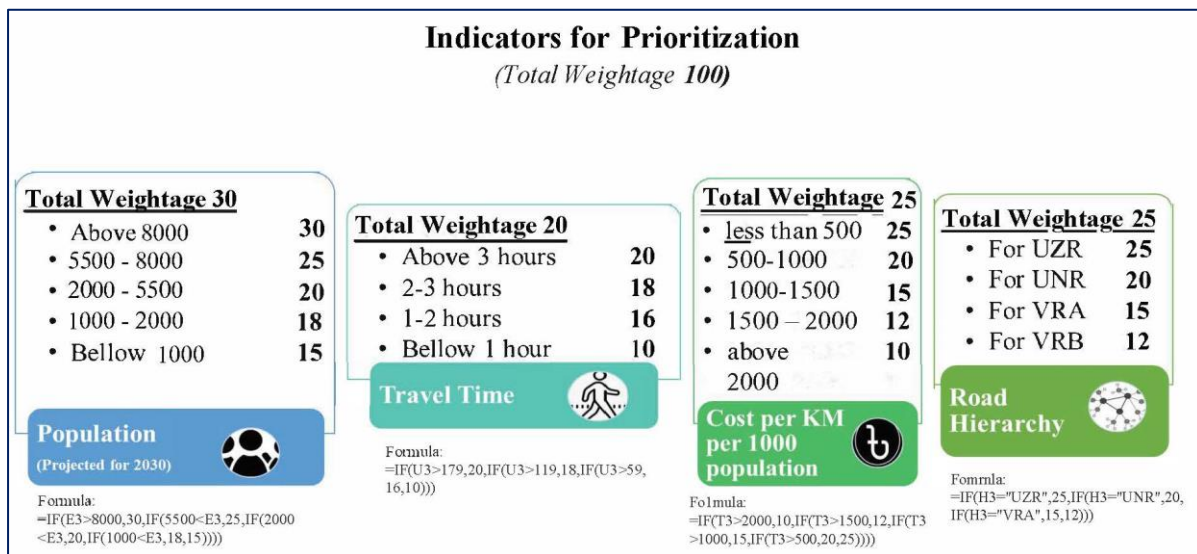 Indicators for Prioritization
(Total Weightage 100)
Total Weightage 30
• Above 8000 30
• 5500 - 8000 25
• 2000 - 5500 20
• 1000 - 2000 18
• Bellow 1000 15
Population
(Projected for 2030)
Formula:
=IF(E3>8000,30,IF(5500<E3,25,IF(2000
<E3,20,IF(1000<E3,18,15))))
Total Weightage 20
• Above 3 hours 20
• 2-3 hours 18
• 1-2 hours 16
• Bellow 1 hour 10
Travel Time
Formula:
=IF(U3>179,20,IF(U3>119,18,IF(U3>59,
16,10)))
Total Weightage 25
• less than 500 25
• 500-1000 20
• 1000-1500 15
• 1500 – 2000 12
• above 10
2000
Cost per KM
per 1000
population
৳
Fo1mula:
=IF(T3>2000,10,IF(T3>1500,12,IF(T3
>1000,15,IF(T3>500,20,25))))
Total Weightage 25
• For UZR 25
• For UNR 20
• For VRA 15
• For VRB 12
Road
Hierarchy
Fomrnla:
=IF(H3="UZR",25,IF(H3="UNR",20,
IF(H3="VRA",15,12)))